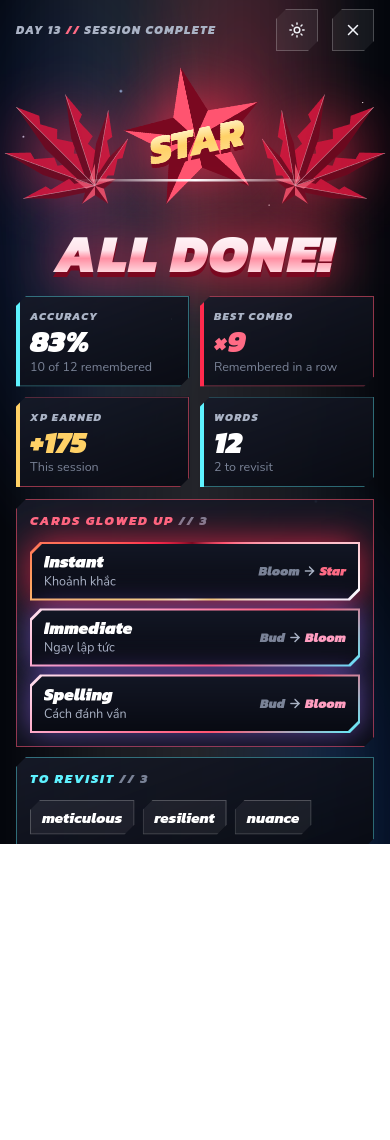 DAY 13 // SESSION COMPLETE
STAR
ALL DONE!
ACCURACY
83%
10 of 12 remembered
BEST COMBO
×9
Remembered in a row
XP EARNED
+175
This session
WORDS
12
2 to revisit
CARDS GLOWED UP // 3
Instant
Khoảnh khắc
Bloom → Star
Immediate
Ngay lập tức
Bud → Bloom
Spelling
Cách đánh vần
Bud → Bloom
TO REVISIT // 3
meticulous
resilient
nuance